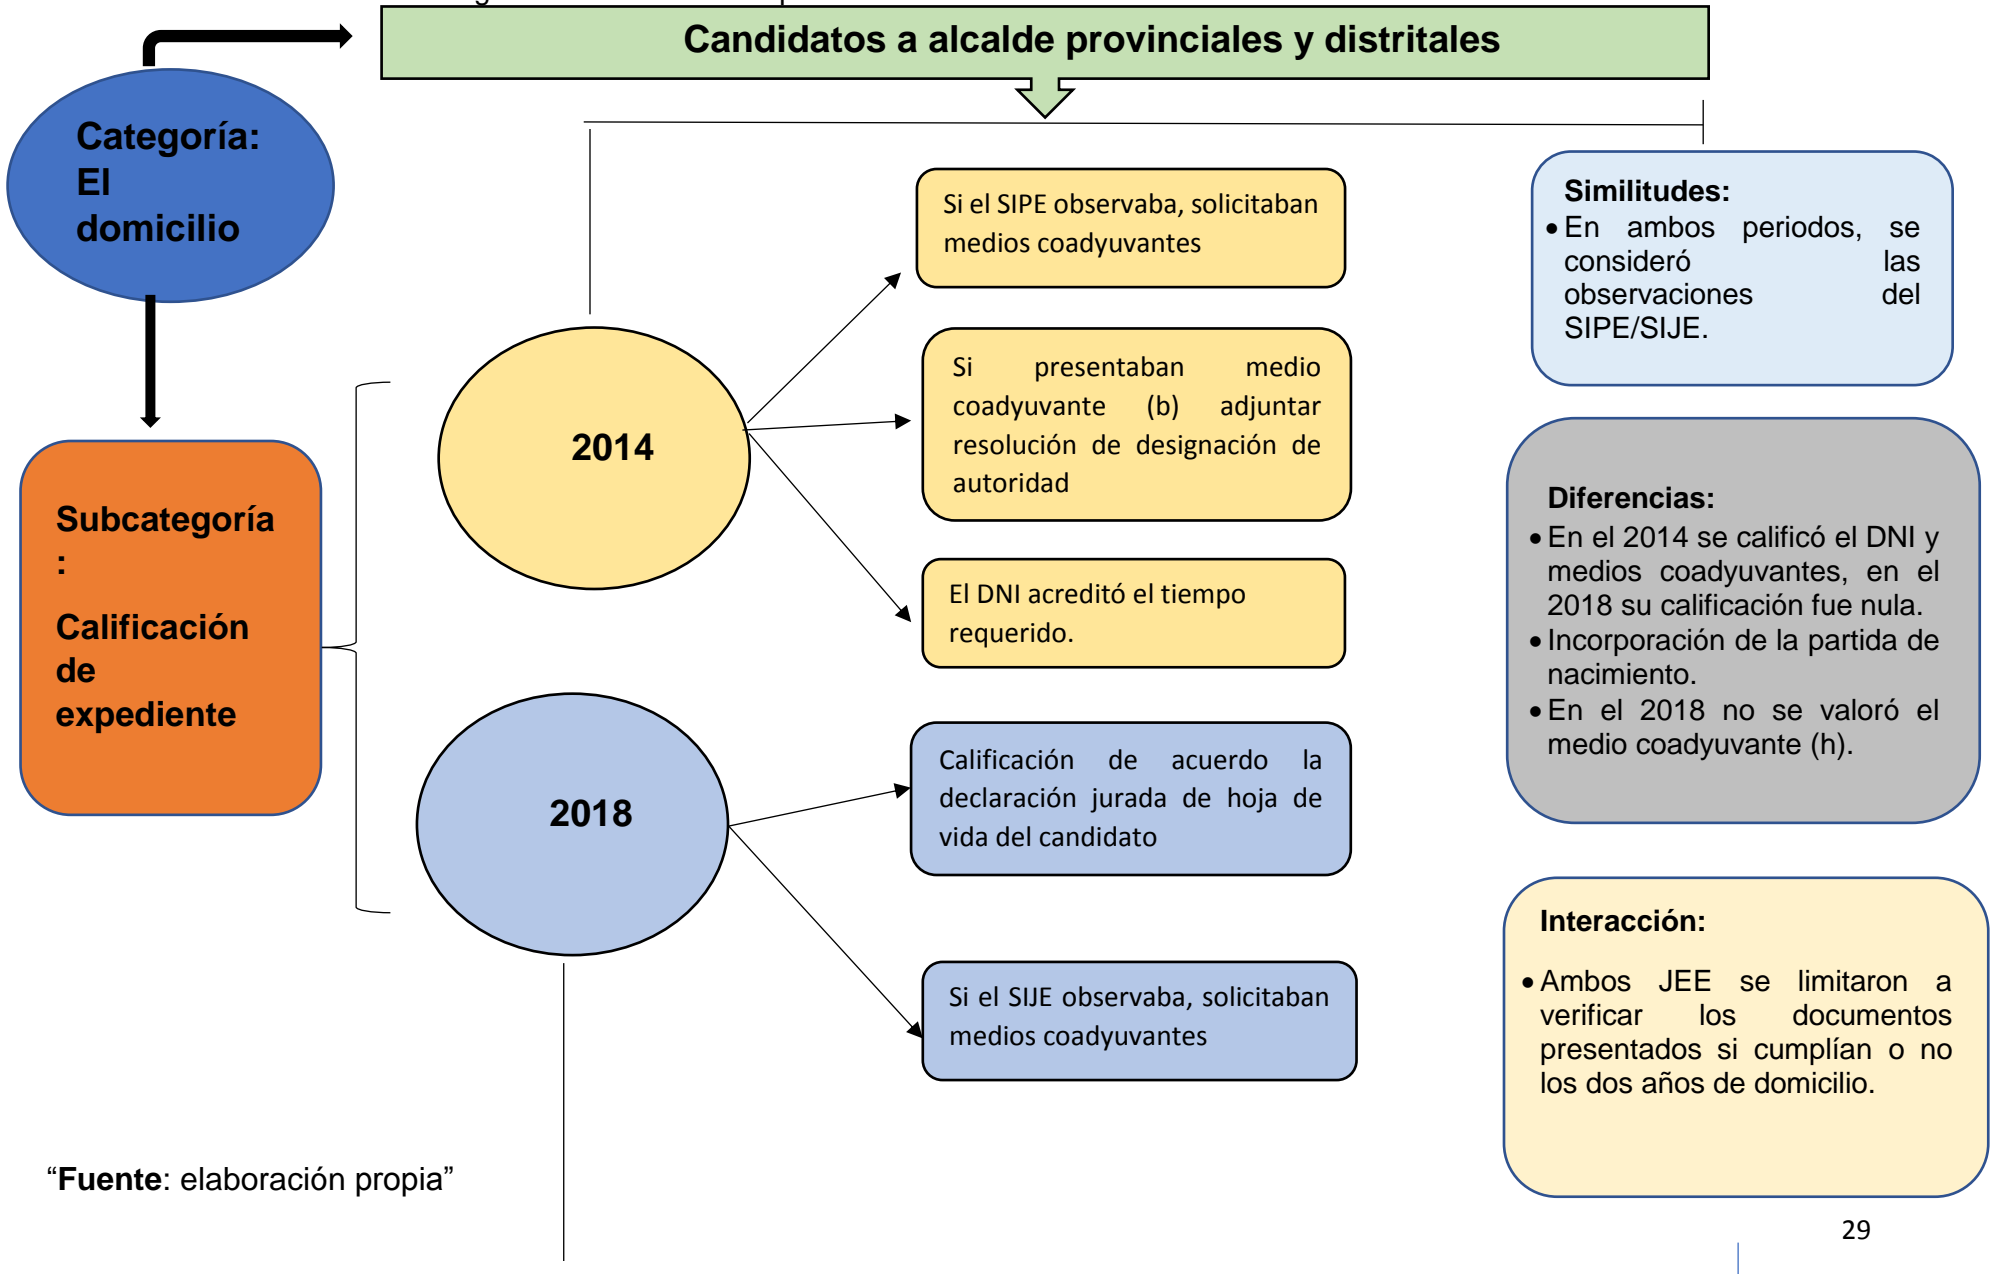 Candidatos a alcalde provinciales y distritales
Categoría:
El
domicilio
Subcategoría
:
Calificación
de
expediente
2014
Si el SIPE observaba, solicitaban
medios coadyuvantes
Si presentaban medio
coadyuvante (b) adjuntar
resolución de designación de
autoridad
El DNI acreditó el tiempo
requerido.
2018
Calificación de acuerdo la
declaración jurada de hoja de
vida del candidato
Si el SIJE observaba, solicitaban
medios coadyuvantes
Similitudes:
• En ambos periodos, se
consideró las
observaciones del
SIPE/SIJE.
Diferencias:
• En el 2014 se calificó el DNI y
medios coadyuvantes, en el
2018 su calificación fue nula.
• Incorporación de la partida de
nacimiento.
• En el 2018 no se valoró el
medio coadyuvante (h).
Interacción:
• Ambos JEE se limitaron a
verificar los documentos
presentados si cumplían o no
los dos años de domicilio.
“Fuente: elaboración propia”
29